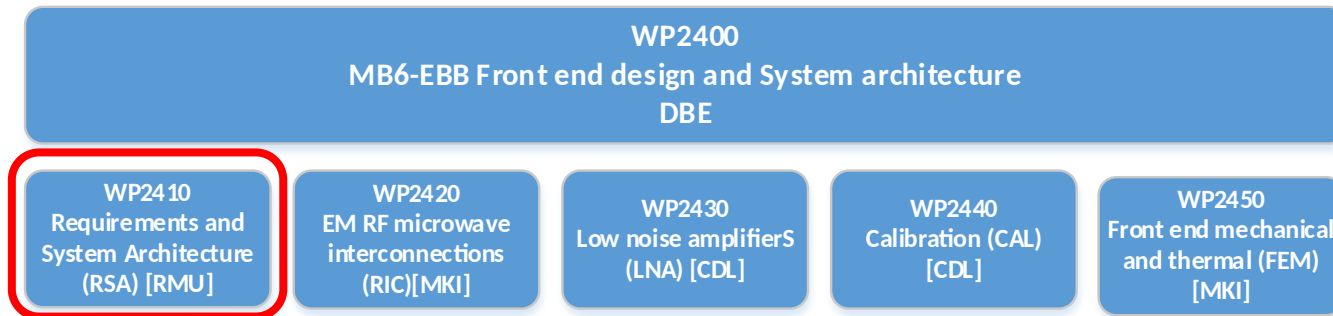 WP2400
MB6-EBB Front end design and System architecture
DBE
WP2410
Requirements and
System Architecture
(RSA) [RMU]
WP2420
EM RF microwave
interconnections
(RIC)[MKI]
WP2430
Low noise amplifierS
(LNA) [CDL]
WP2440
Calibration (CAL)
[CDL]
WP2450
Front end mechanical
and thermal (FEM)
[MKI]